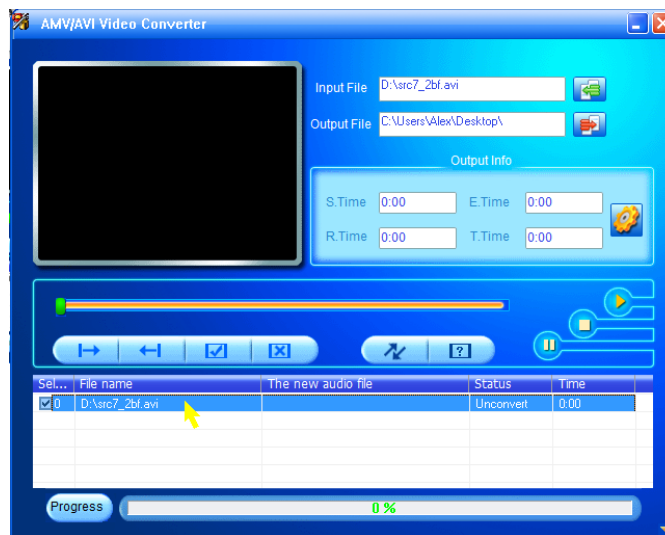 AMV/AVI Video Converter
Input File D:\src7_2bf.avi
Output File C:\Users\Alex\Desktop\
Output Info
S.Time 0:00 E.Time 0:00
R.Time 0:00 T.Time 0:00
Sel... File name The new audio file Status Time
0 D:\src7_2bf.avi Unconvert 0:00
Progress 0 %